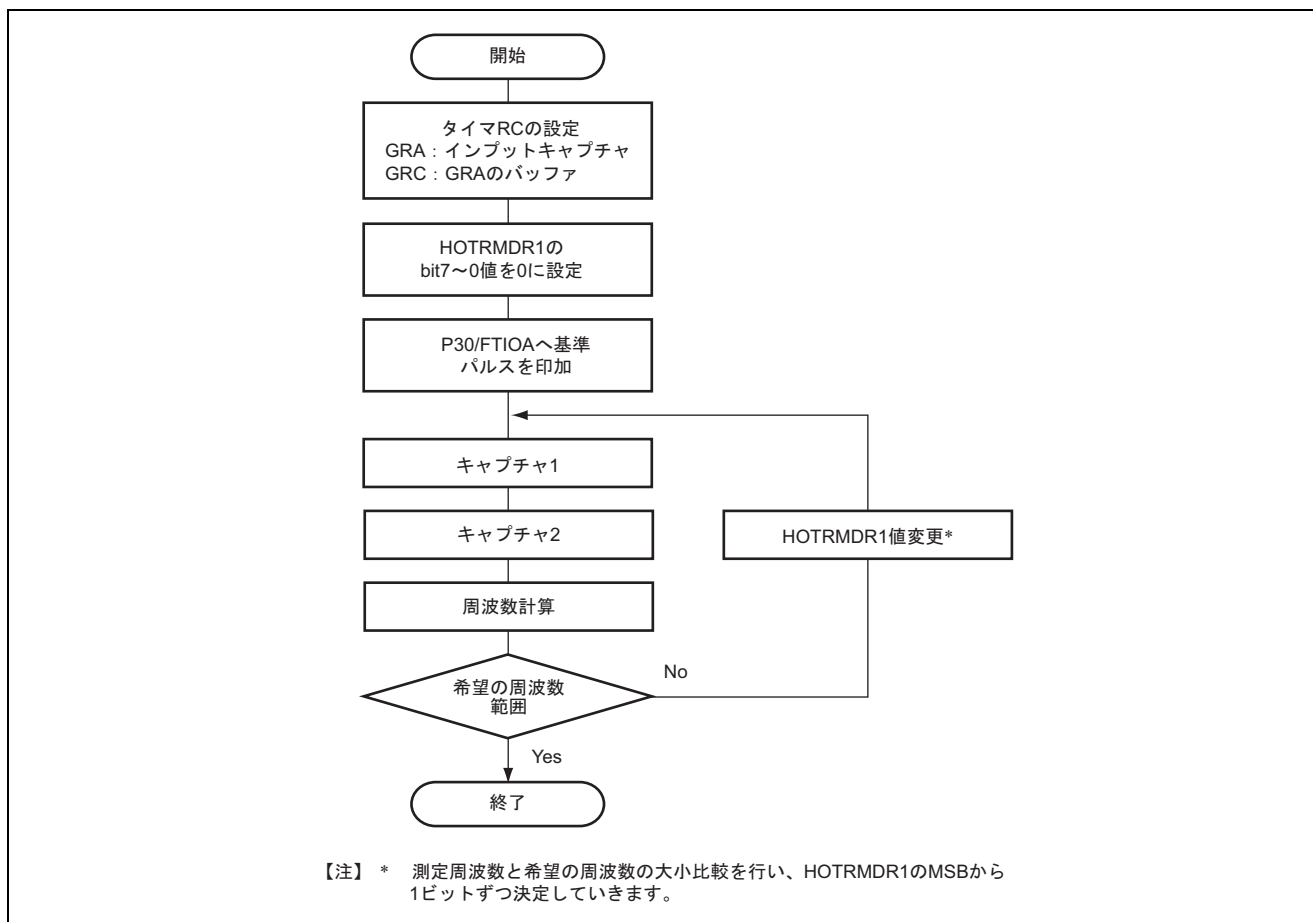 開始
タイマRCの設定
GRA：インプットキャプチャ
GRC：GRAのバッファ
HOTRMDR1の
bit7～0値を0に設定
P30/FTIOAへ基準
パルスを印加
キャプチャ1
キャプチャ2
HOTRMDR1値変更*
周波数計算
希望の周波数
範囲
No
Yes
終了
【注】 * 測定周波数と希望の周波数の大小比較を行い、HOTRMDR1のMSBから
1ビットずつ決定していきます。